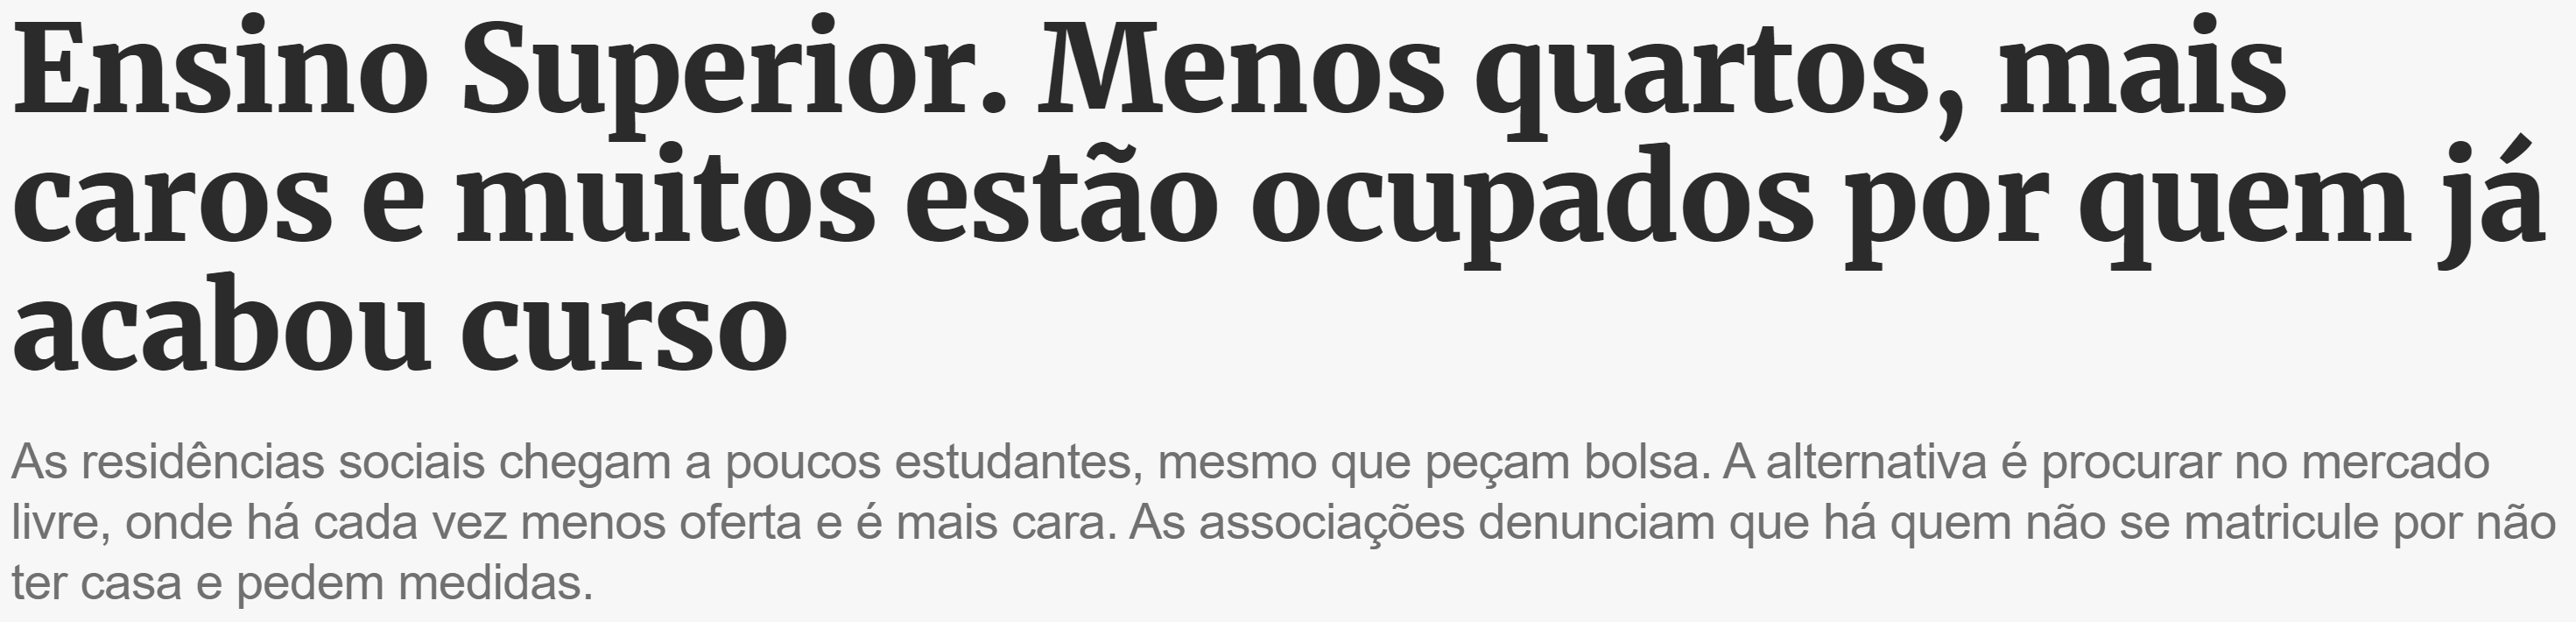 Ensino Superior. Menos quartos, mais
caros e muitos estão ocupados por quem já
acabou curso
As residências sociais chegam a poucos estudantes, mesmo que peçam bolsa. A alternativa é procurar no mercado
livre, onde há cada vez menos oferta e é mais cara. As associações denunciam que há quem não se matricule por não
ter casa e pedem medidas.